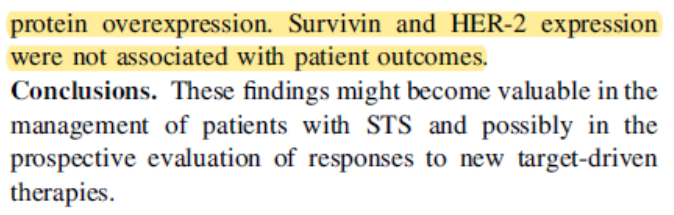 protein overexpression. Survivin and HER-2 expression
were not associated with patient outcomes.
Conclusions. These findings might become valuable in the
management of patients with STS and possibly in the
prospective evaluation of responses to new target-driven
therapies.